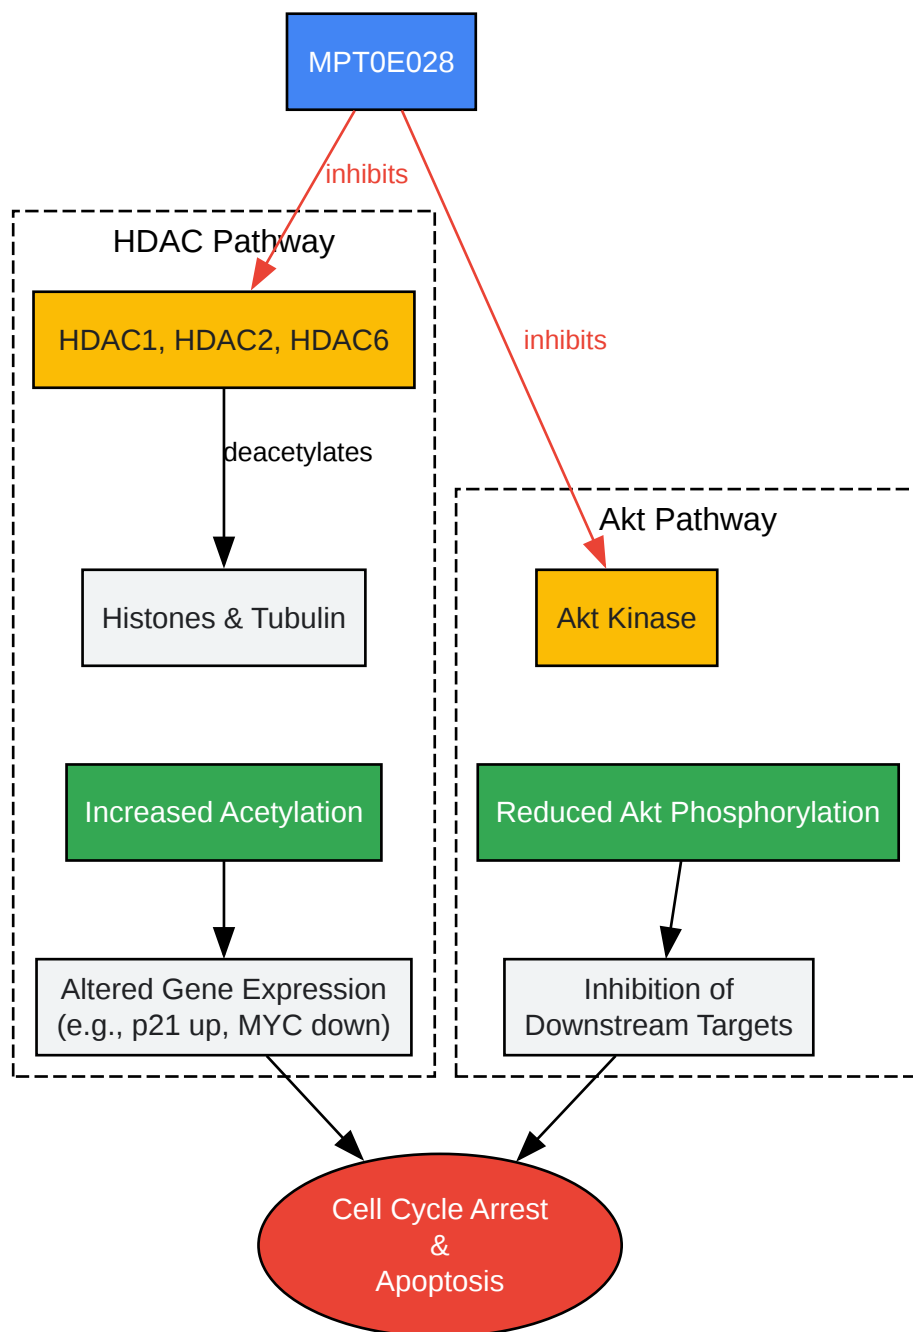 MPT0E028
inhibits
HDAC Pathway
HDAC1, HDAC2, HDAC6
inhibits
deacetylates
Akt Pathway
Histones & Tubulin
Akt Kinase
Increased Acetylation
Reduced Akt Phosphorylation
Altered Gene Expression
(e.g., p21 up, MYC down)
Inhibition of
Downstream Targets
Cell Cycle Arrest
&
Apoptosis